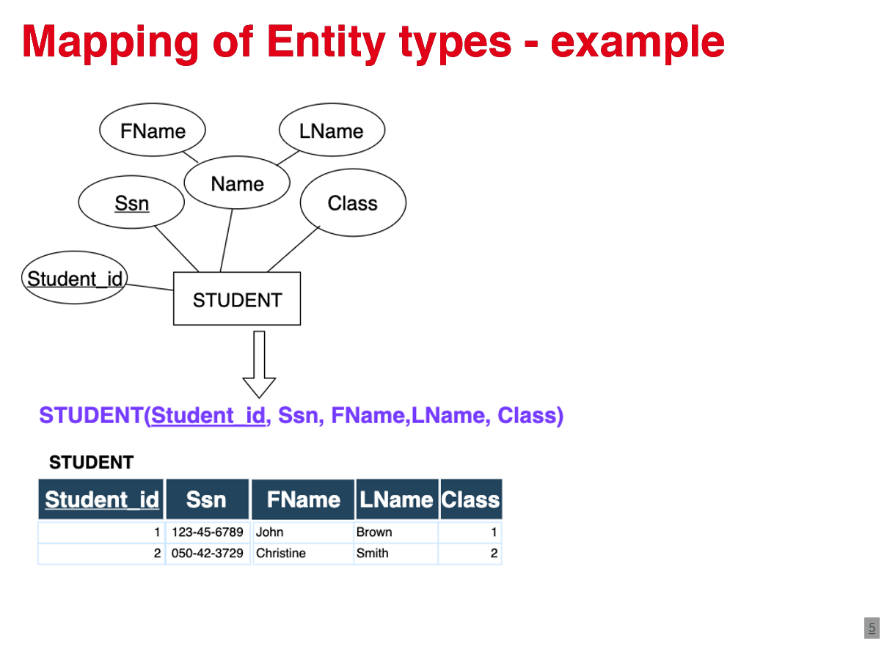 Mapping of Entity types - example
FName
LName
Name
Ssn
Class
Student_id
STUDENT
STUDENT(Student_id, Ssn, FName,LName, Class)
STUDENT
Student_id Ssn FName LName Class
1 123-45-6789 John Brown 1
2 050-42-3729 Christine Smith 2
5